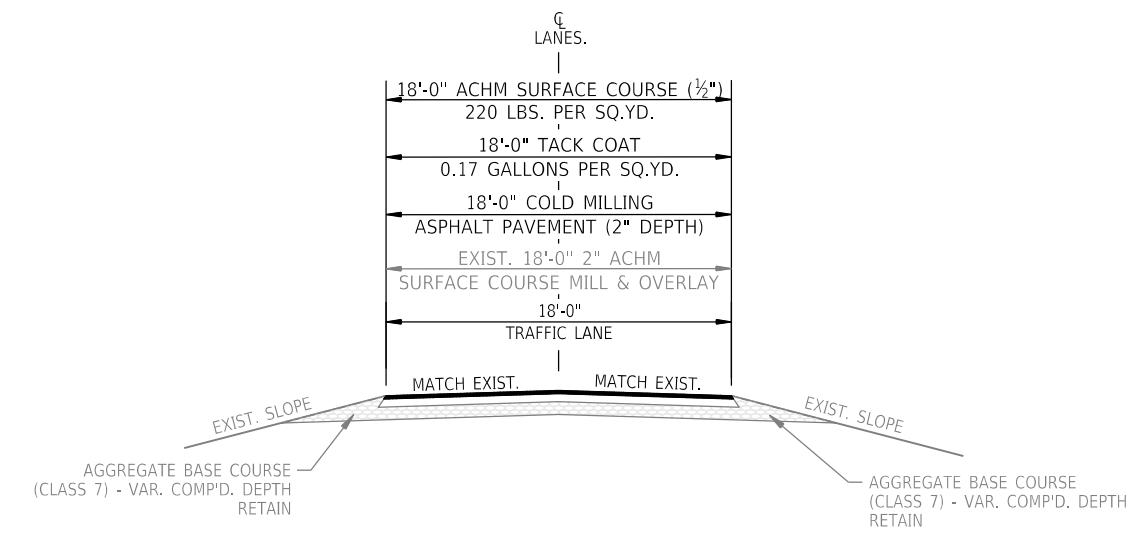 ℄
LANES.
18'-0" ACHM SURFACE COURSE (½")
220 LBS. PER SQ.YD.
18'-0" TACK COAT
0.17 GALLONS PER SQ.YD.
18'-0" COLD MILLING
ASPHALT PAVEMENT (2" DEPTH)
EXIST. 18'-0" 2" ACHM
SURFACE COURSE MILL & OVERLAY
18'-0"
TRAFFIC LANE
MATCH EXIST.
MATCH EXIST.
EXIST. SLOPE
EXIST. SLOPE
AGGREGATE BASE COURSE
(CLASS 7) - VAR. COMP'D. DEPTH
RETAIN
AGGREGATE BASE COURSE
(CLASS 7) - VAR. COMP'D. DEPTH
RETAIN